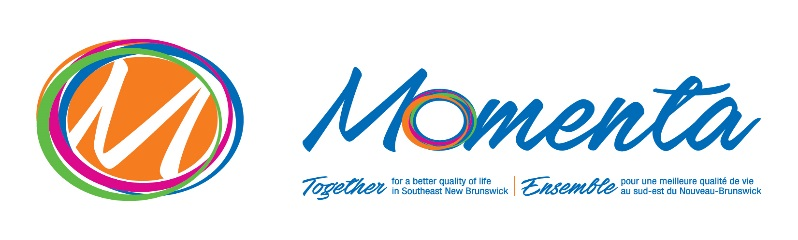 M
Momenta
Together for a better quality of life
in Southeast New Brunswick
Ensemble pour une meilleure qualité de vie
au sud-est du Nouveau-Brunswick